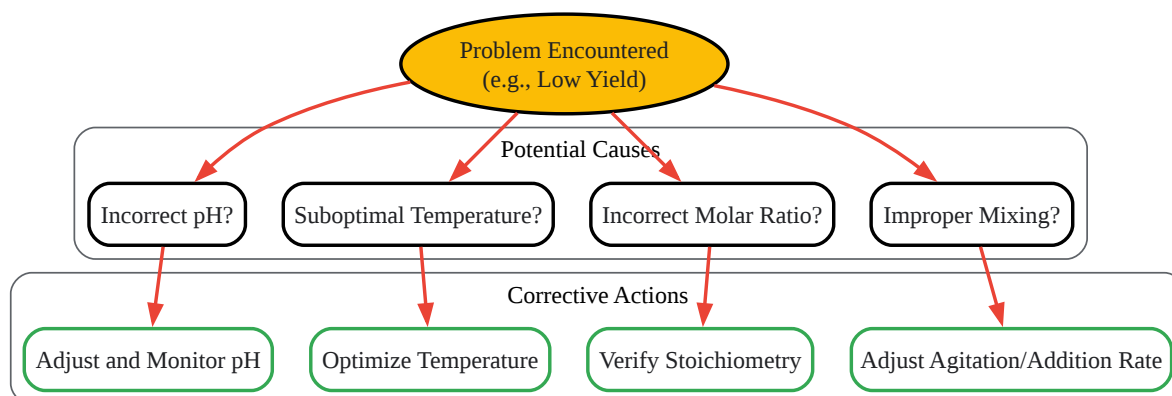 Problem Encountered
(e.g., Low Yield)
Potential Causes
Incorrect pH?
Suboptimal Temperature?
Incorrect Molar Ratio?
Improper Mixing?
Corrective Actions
Adjust and Monitor pH
Optimize Temperature
Verify Stoichiometry
Adjust Agitation/Addition Rate